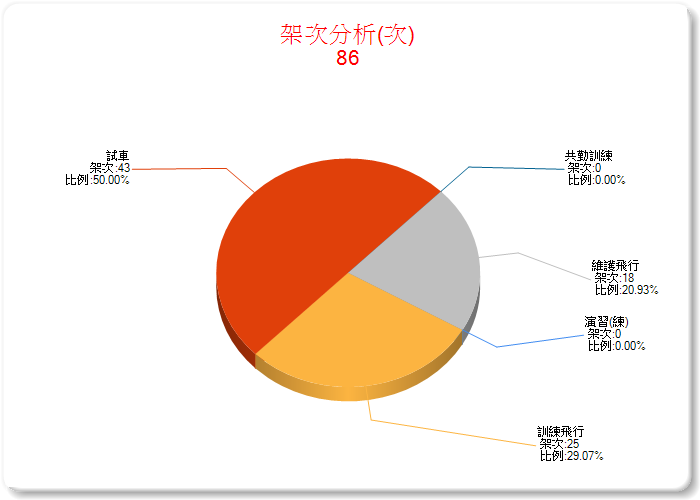 架次分析(次)
86
試車
架次:43
比例:50.00%
共勤訓練
架次:0
比例:0.00%
維護飛行
架次:18
比例:20.93%
演習(練)
架次:0
比例:0.00%
訓練飛行
架次:25
比例:29.07%